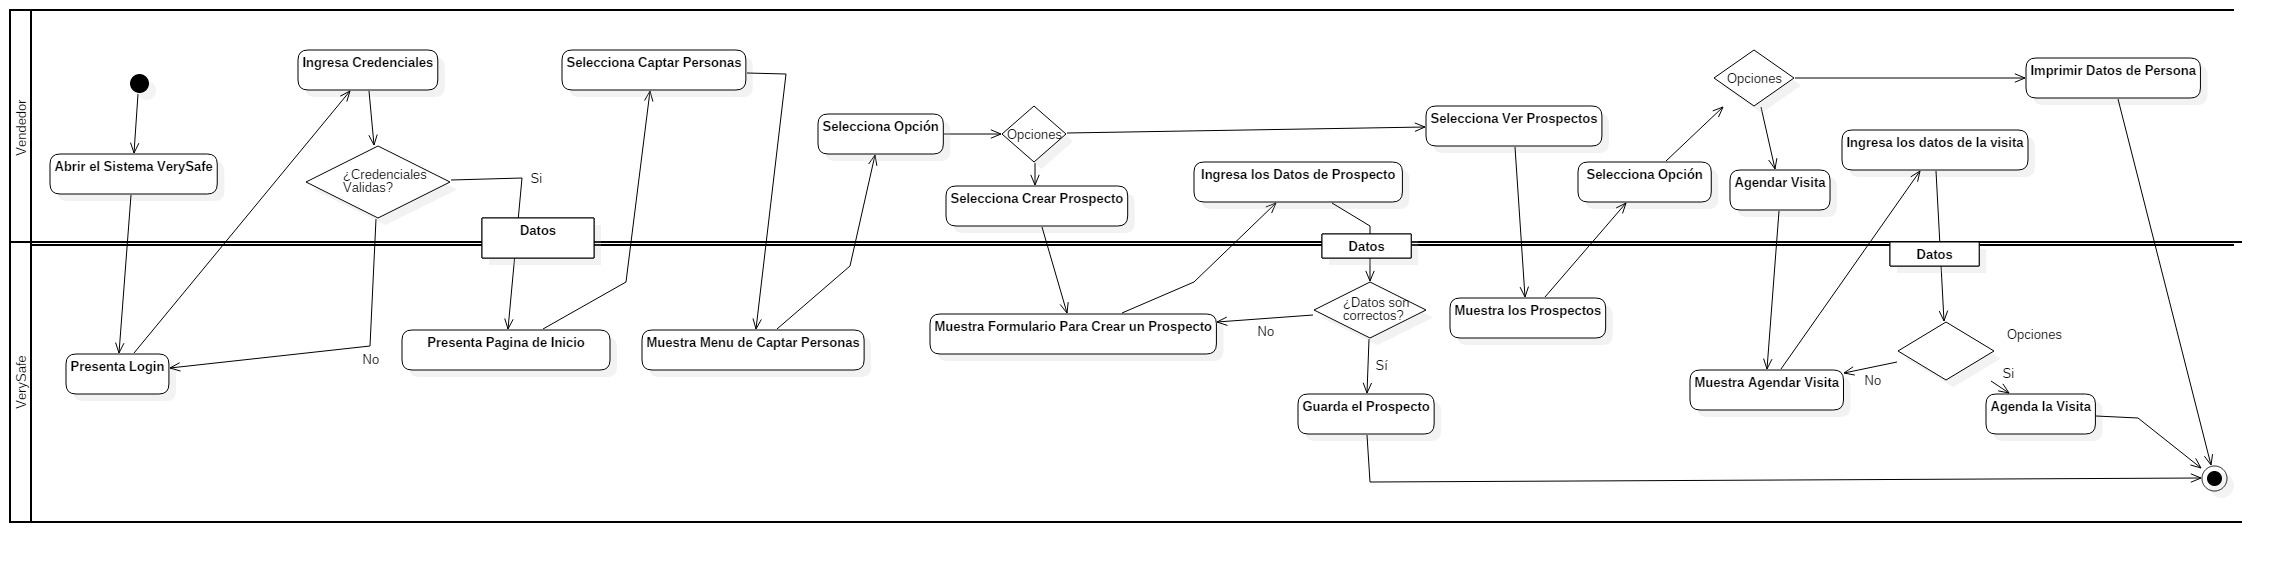 Vendedor
Abrir el Sistema VerySafe
Ingresa Credenciales
¿Credenciales
Validas?
Si
No
Datos
Selecciona Captar Personas
Selecciona Opción
Opciones
Selecciona Crear Prospecto
Ingresa los Datos de Prospecto
Datos
Selecciona Ver Prospectos
Selecciona Opción
Opciones
Agendar Visita
Ingresa los datos de la visita
Datos
Imprimir Datos de Persona
VerySafe
Presenta Login
Presenta Pagina de Inicio
Muestra Menu de Captar Personas
Muestra Formulario Para Crear un Prospecto
¿Datos son
correctos?
No
Sí
Guarda el Prospecto
Muestra los Prospectos
Muestra Agendar Visita
Opciones
No
Si
Agenda la Visita